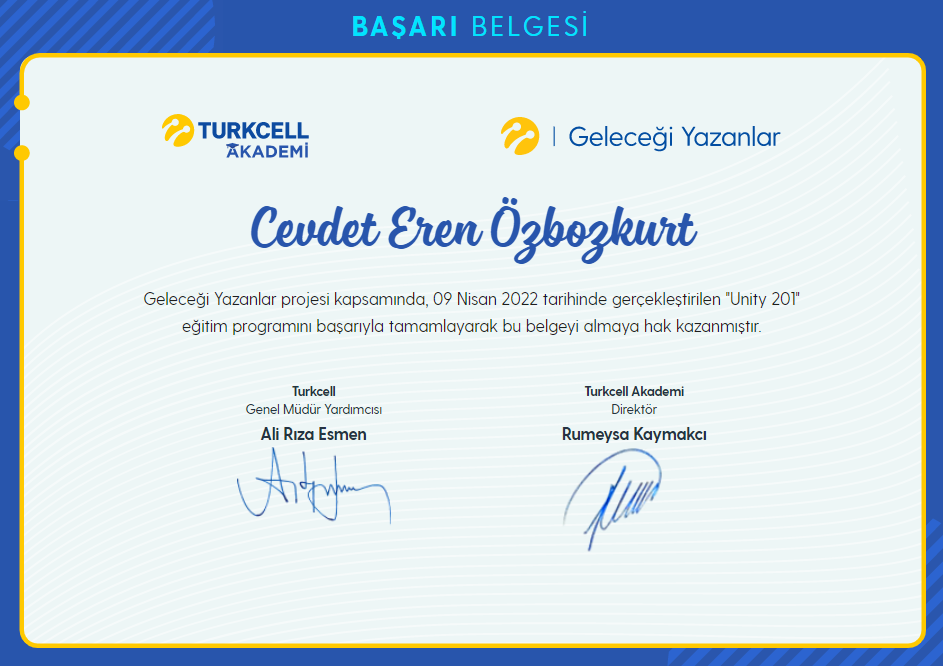 BAŞARI BELGESİ
TURKCELL
AKADEMİ
Geleceği Yazanlar
Cevdet Eren Özbozkurt
Geleceği Yazanlar projesi kapsamında, 09 Nisan 2022 tarihinde gerçekleştirilen "Unity 201"
eğitim programını başarıyla tamamlayarak bu belgeyi almaya hak kazanmıştır.
Turkcell
Genel Müdür Yardımcısı
Ali Rıza Esmen
Turkcell Akademi
Direktör
Rumeysa Kaymakcı